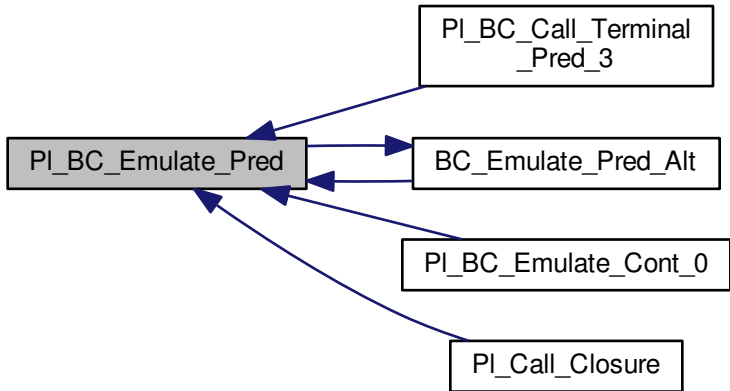 Pl_BC_Call_Terminal
_Pred_3
Pl_BC_Emulate_Pred
BC_Emulate_Pred_Alt
Pl_BC_Emulate_Cont_0
Pl_Call_Closure